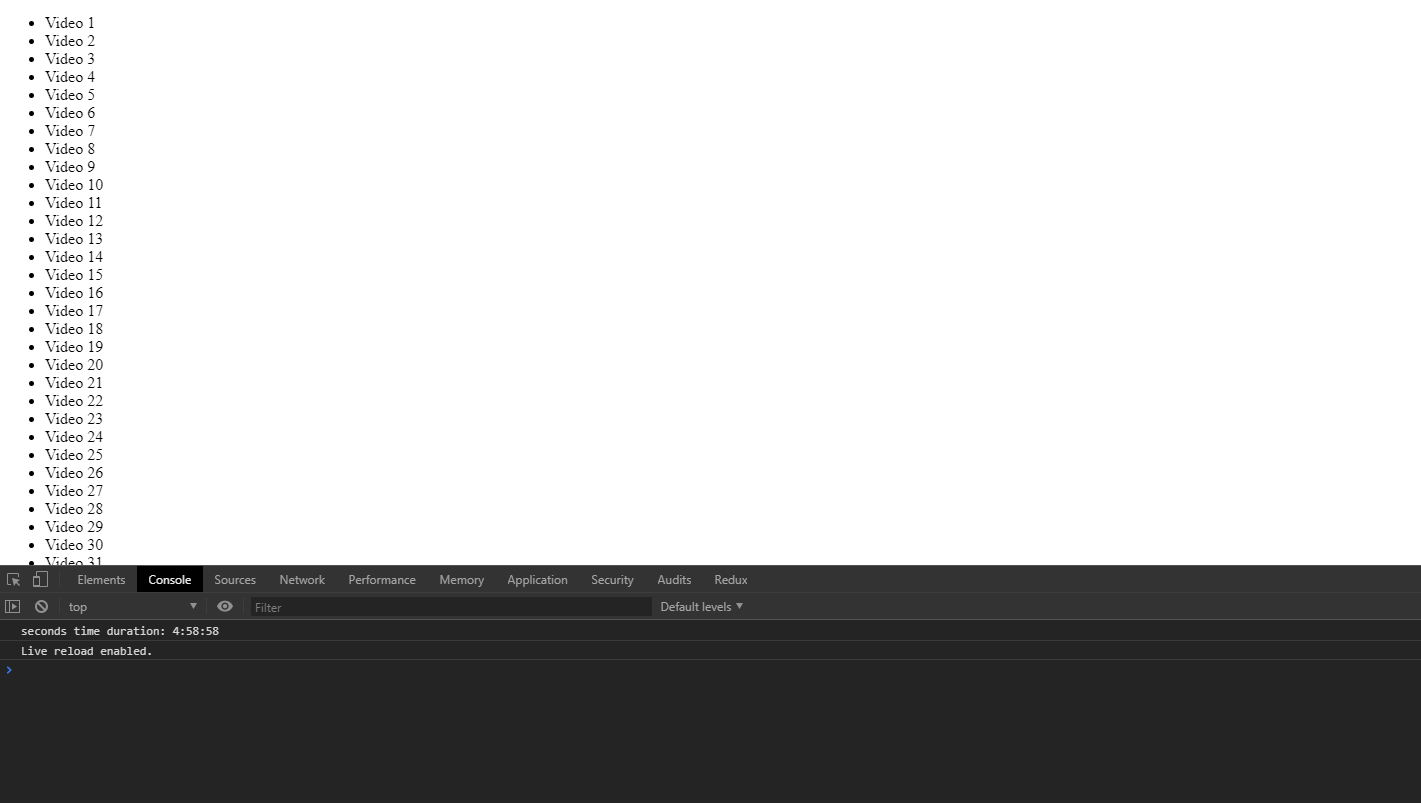 Video 1
Video 2
Video 3
Video 4
Video 5
Video 6
Video 7
Video 8
Video 9
Video 10
Video 11
Video 12
Video 13
Video 14
Video 15
Video 16
Video 17
Video 18
Video 19
Video 20
Video 21
Video 22
Video 23
Video 24
Video 25
Video 26
Video 27
Video 28
Video 29
Video 30
Video 31
Elements Console Sources Network Performance Memory Application Security Audits Redux
top Filter Default levels
seconds time duration: 4:58:58
Live reload enabled.